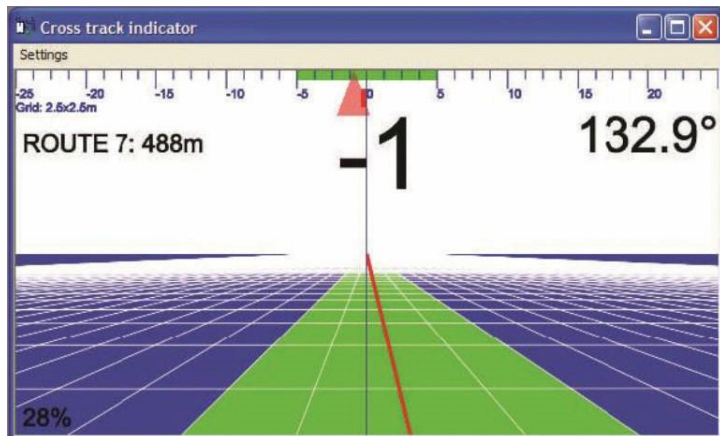 Cross track indicator
Settings
-25 -20 -15 -10 -5 0 5 10 15 20
Grid: 2.5x2.5m
ROUTE 7: 488m
-1
132.9°
28%